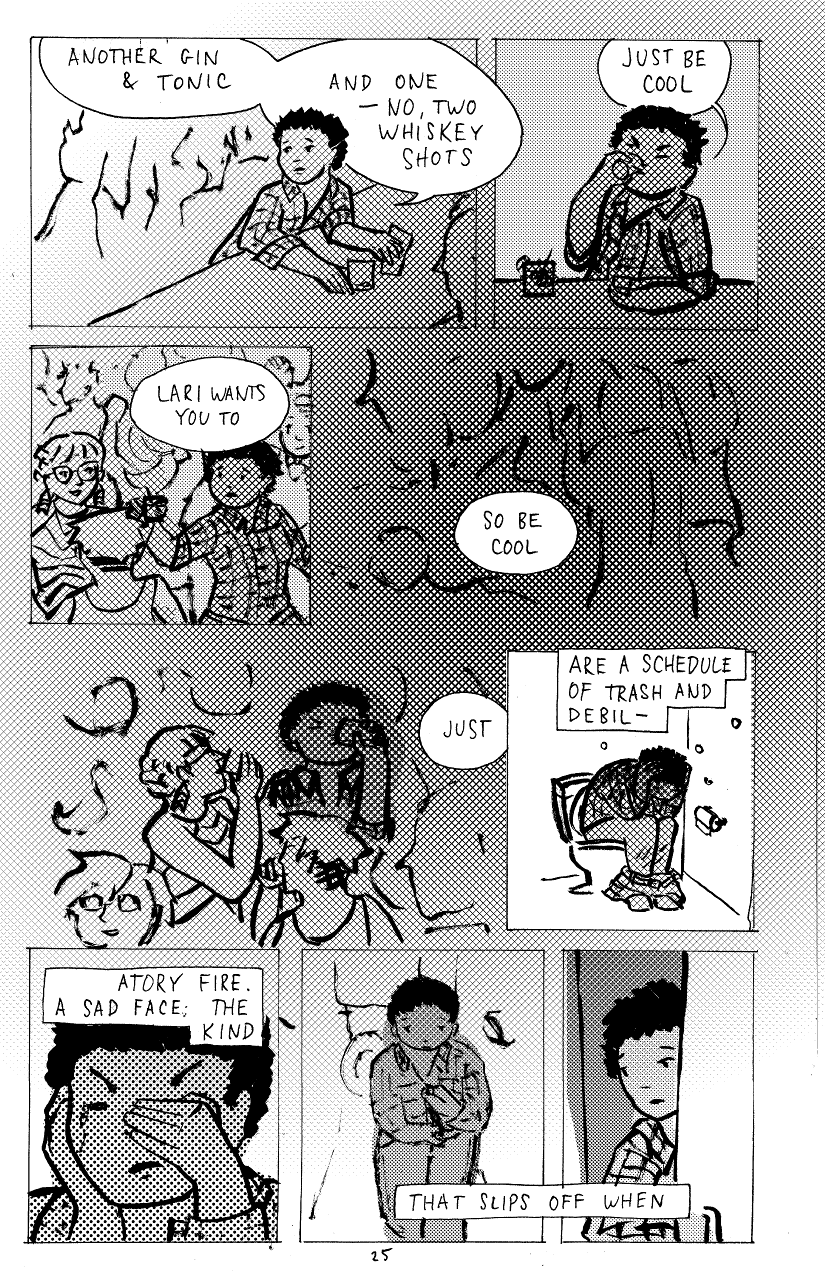 ANOTHER GIN
& TONIC
AND ONE
— NO, TWO
WHISKEY
SHOTS
JUST BE
COOL
LARI WANTS
YOU TO
SO BE
COOL
JUST
ARE A SCHEDULE
OF TRASH AND
DEBIL—
ATORY FIRE.
A SAD FACE; THE
KIND
THAT SLIPS OFF WHEN
25